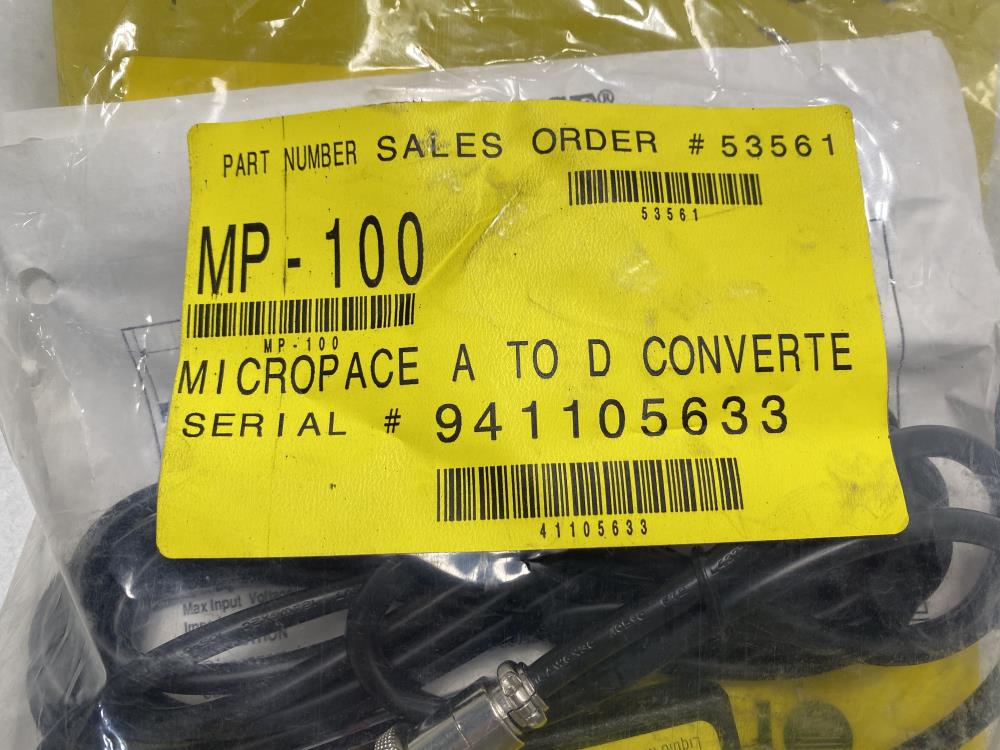 PART NUMBER SALES ORDER # 53561
53561
MP-100
MP-100
MICROPACE A TO D CONVERTE
SERIAL # 941105633
41105633
Max Input